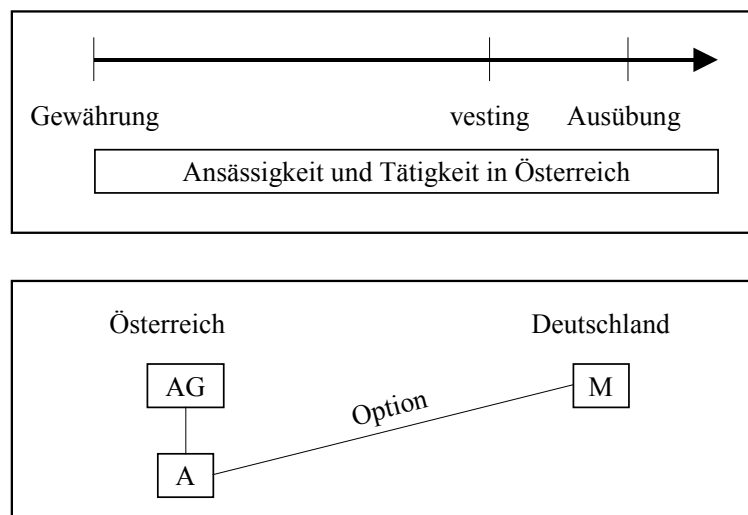 Gewährung vesting Ausübung
Ansässigkeit und Tätigkeit in Österreich
Österreich Deutschland
AG M
Option
A